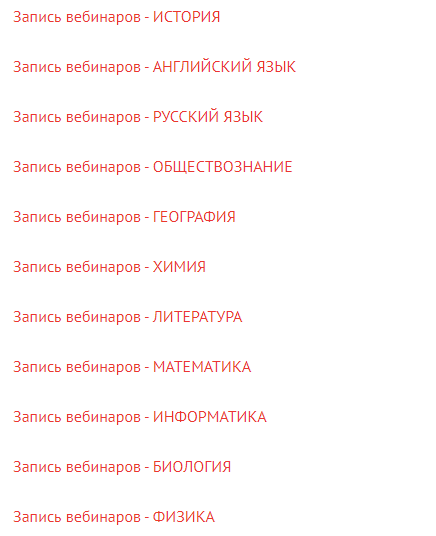 Запись вебинаров - ИСТОРИЯ
Запись вебинаров - АНГЛИЙСКИЙ ЯЗЫК
Запись вебинаров - РУССКИЙ ЯЗЫК
Запись вебинаров - ОБЩЕСТВОЗНАНИЕ
Запись вебинаров - ГЕОГРАФИЯ
Запись вебинаров - ХИМИЯ
Запись вебинаров - ЛИТЕРАТУРА
Запись вебинаров - МАТЕМАТИКА
Запись вебинаров - ИНФОРМАТИКА
Запись вебинаров - БИОЛОГИЯ
Запись вебинаров - ФИЗИКА